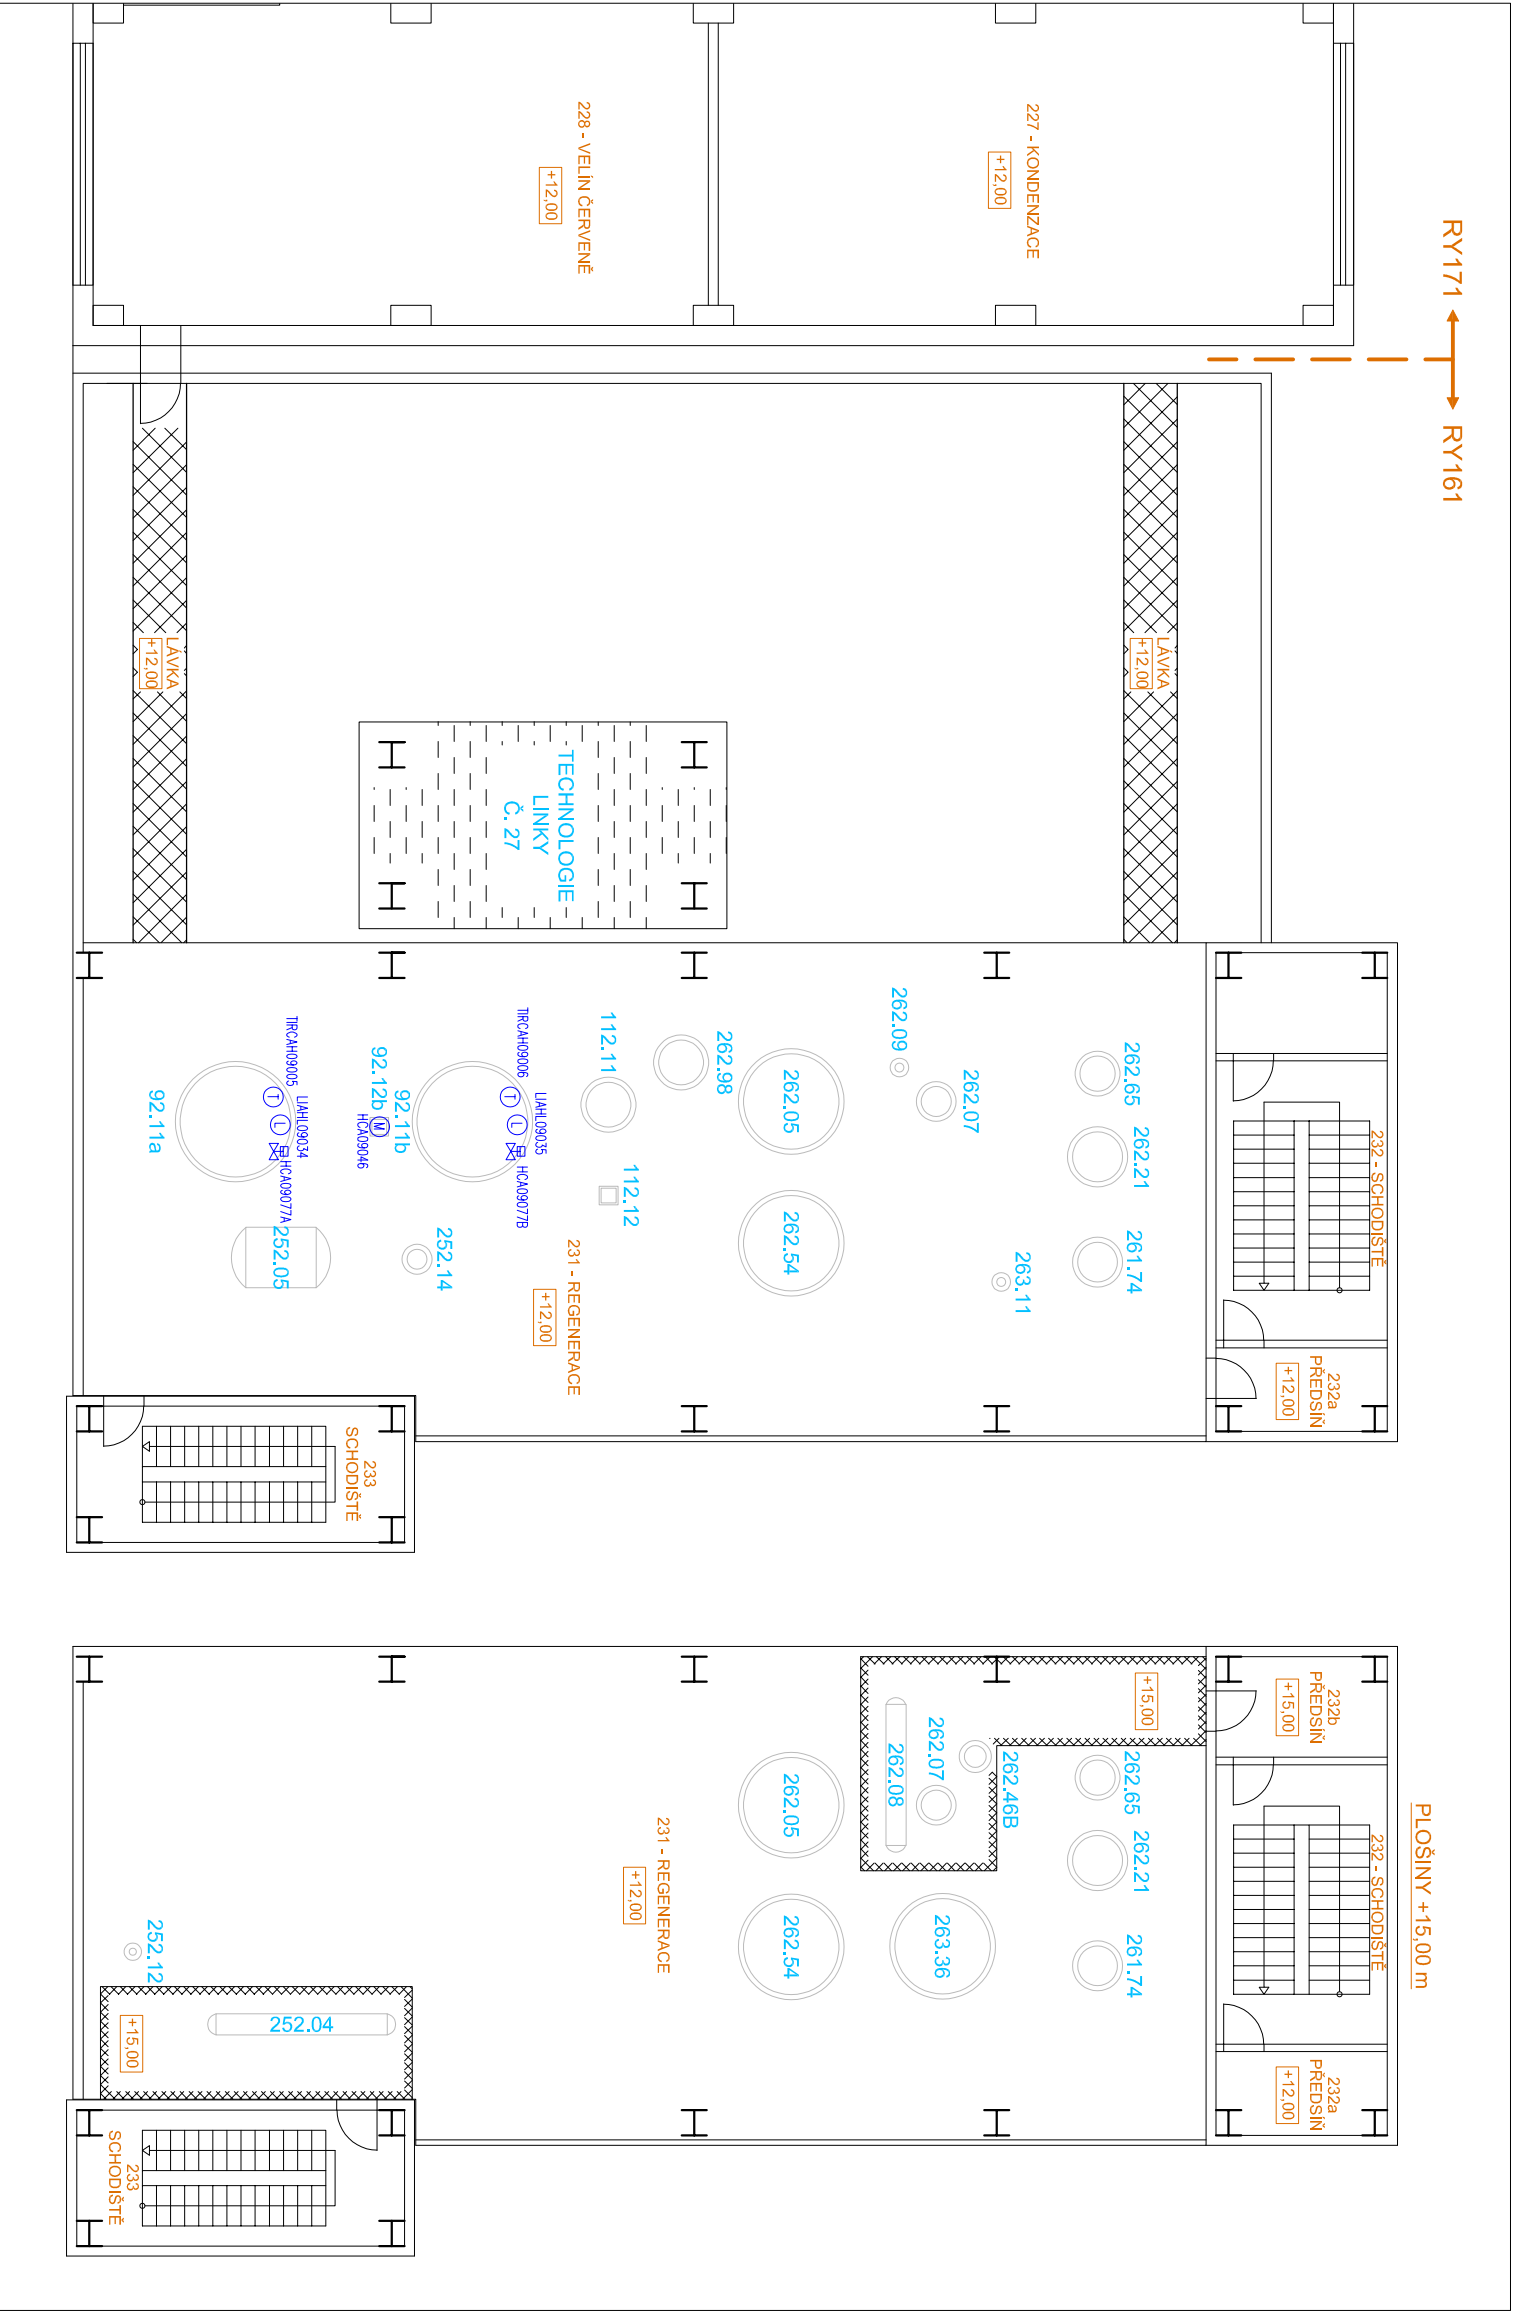 RY171
RY161
227 - KONDENZACE
+12,00
228 - VELÍN ČERVENĚ
+12,00
LÁVKA
+12,00
LÁVKA
+12,00
TECHNOLOGIE
LINKY
Č. 27
232 - SCHODIŠTĚ
232a
PŘEDSÍŇ
+12,00
262.65
262.21
261.74
262.09
262.07
263.11
262.98
262.05
262.54
112.11
112.12
231 - REGENERACE
+12,00
TIRCAH09006
LIAHL09035
T
L
HCA09077B
92.11b
92.12b
M
HCA09046
252.14
TIRCAH09005
LIAHL09034
T
L
HCA09077A
92.11a
252.05
233
SCHODIŠTĚ
PLOŠINY +15,00 m
232b
PŘEDSÍŇ
+15,00
232 - SCHODIŠTĚ
232a
PŘEDSÍŇ
+12,00
+15,00
262.65
262.21
261.74
262.46B
262.07
262.08
263.36
262.05
262.54
231 - REGENERACE
+12,00
252.12
252.04
+15,00
233
SCHODIŠTĚ